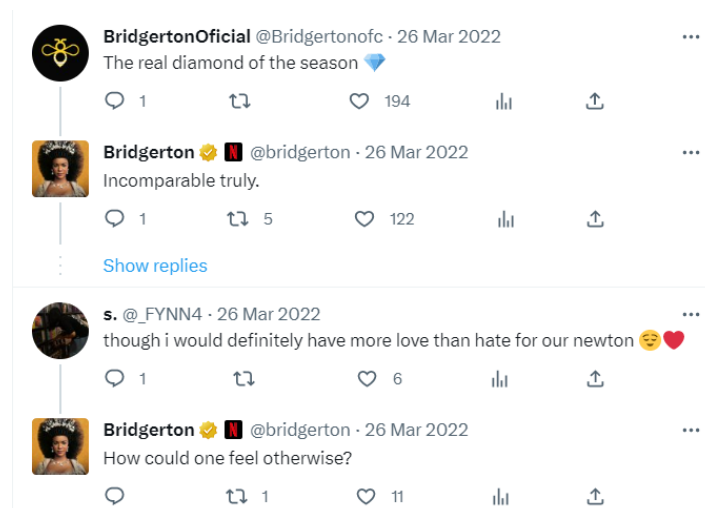 BridgertonOficial @Bridgertonofc · 26 Mar 2022
The real diamond of the season 💎
1 194
Bridgerton N @bridgerton · 26 Mar 2022
Incomparable truly.
1 5 122
Show replies
s. @_FYNN4 · 26 Mar 2022
though i would definitely have more love than hate for our newton 😌❤️
1 6
Bridgerton N @bridgerton · 26 Mar 2022
How could one feel otherwise?
1 11